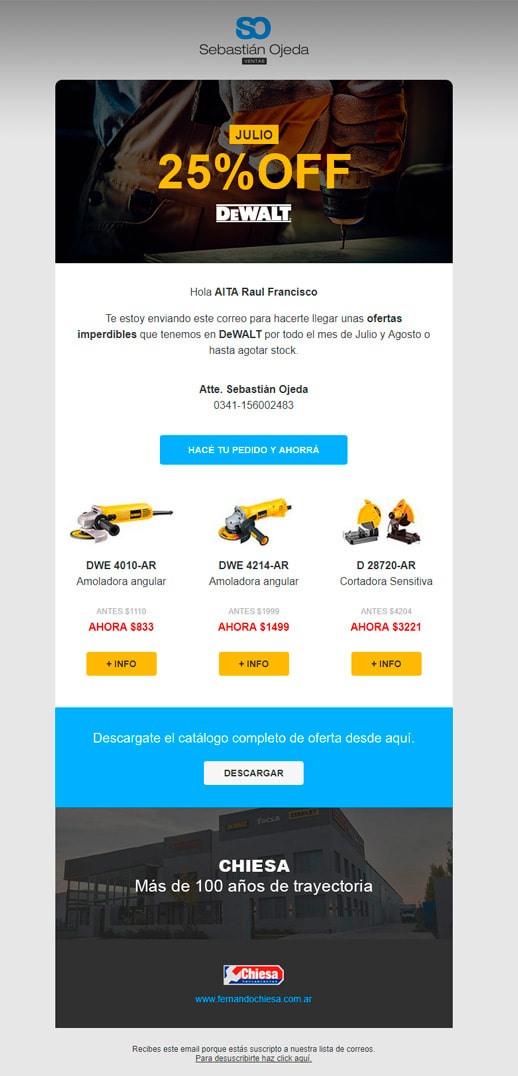 SO
Sebastián Ojeda
VENTAS
JULIO
25%OFF
DEWALT
Hola AITA Raul Francisco
Te estoy enviando este correo para hacerte llegar unas ofertas
imperdibles que tenemos en DeWALT por todo el mes de Julio y Agosto o
hasta agotar stock.
Atte. Sebastián Ojeda
0341-156002483
HACÉ TU PEDIDO Y AHORRÁ
DWE 4010-AR
Amoladora angular
ANTES $1110
AHORA $833
+ INFO
DWE 4214-AR
Amoladora angular
ANTES $1999
AHORA $1499
+ INFO
D 28720-AR
Cortadora Sensitiva
ANTES $4204
AHORA $3221
+ INFO
Descargate el catálogo completo de oferta desde aquí.
DESCARGAR
CHIESA
Más de 100 años de trayectoria
Chiesa
www.fernandochiesa.com.ar
Recibes este email porque estás suscripto a nuestra lista de correos.
Para desuscribirte haz click aquí.